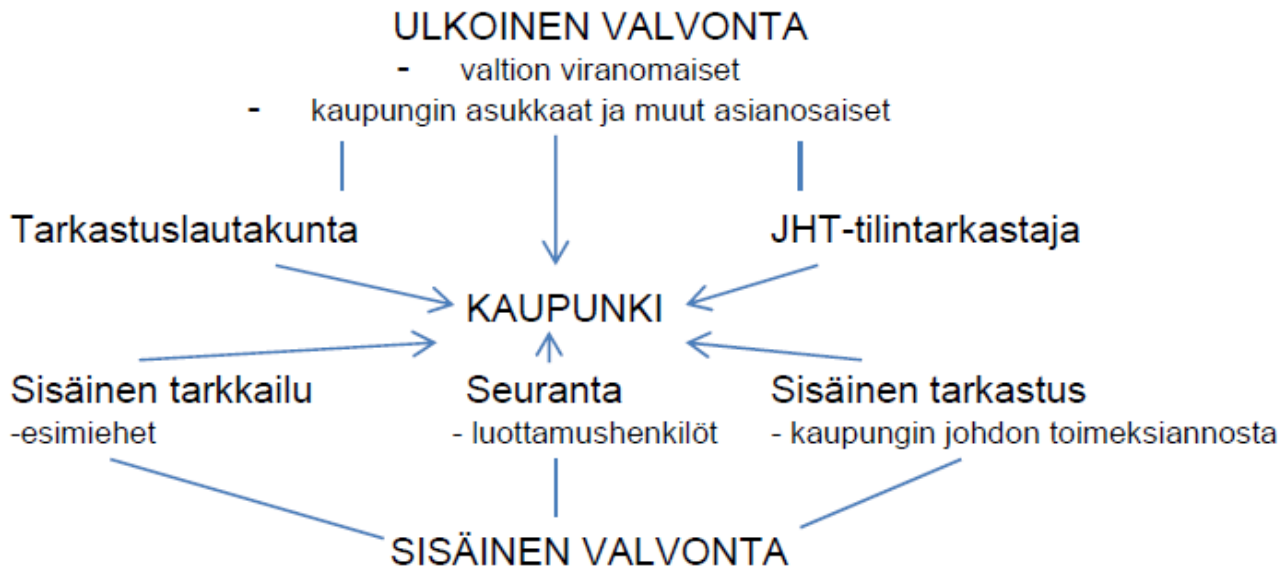 ULKOINEN VALVONTA
- valtion viranomaiset
- kaupungin asukkaat ja muut asianosaiset
Tarkastuslautakunta
JHT-tilintarkastaja
KAUPUNKI
Sisäinen tarkkailu
-esimiehet
Seuranta
- luottamushenkilöt
Sisäinen tarkastus
- kaupungin johdon toimeksiannosta
SISÄINEN VALVONTA